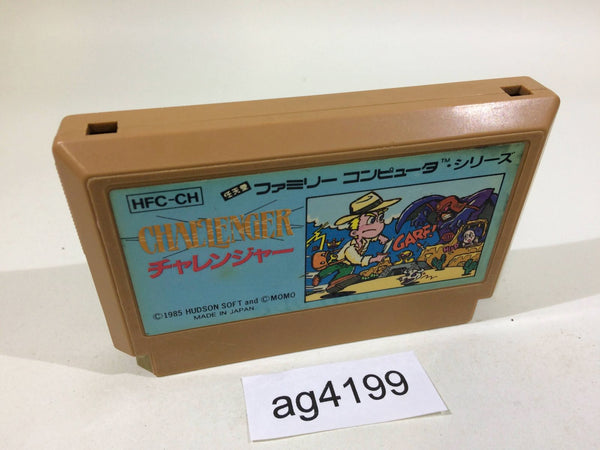 HFC-CH
任天堂 ファミリー コンピュータ™・シリーズ
CHALLENGER
チャレンジャー
GARF!
©1985 HUDSON SOFT and ©MOMO
MADE IN JAPAN
ag4199